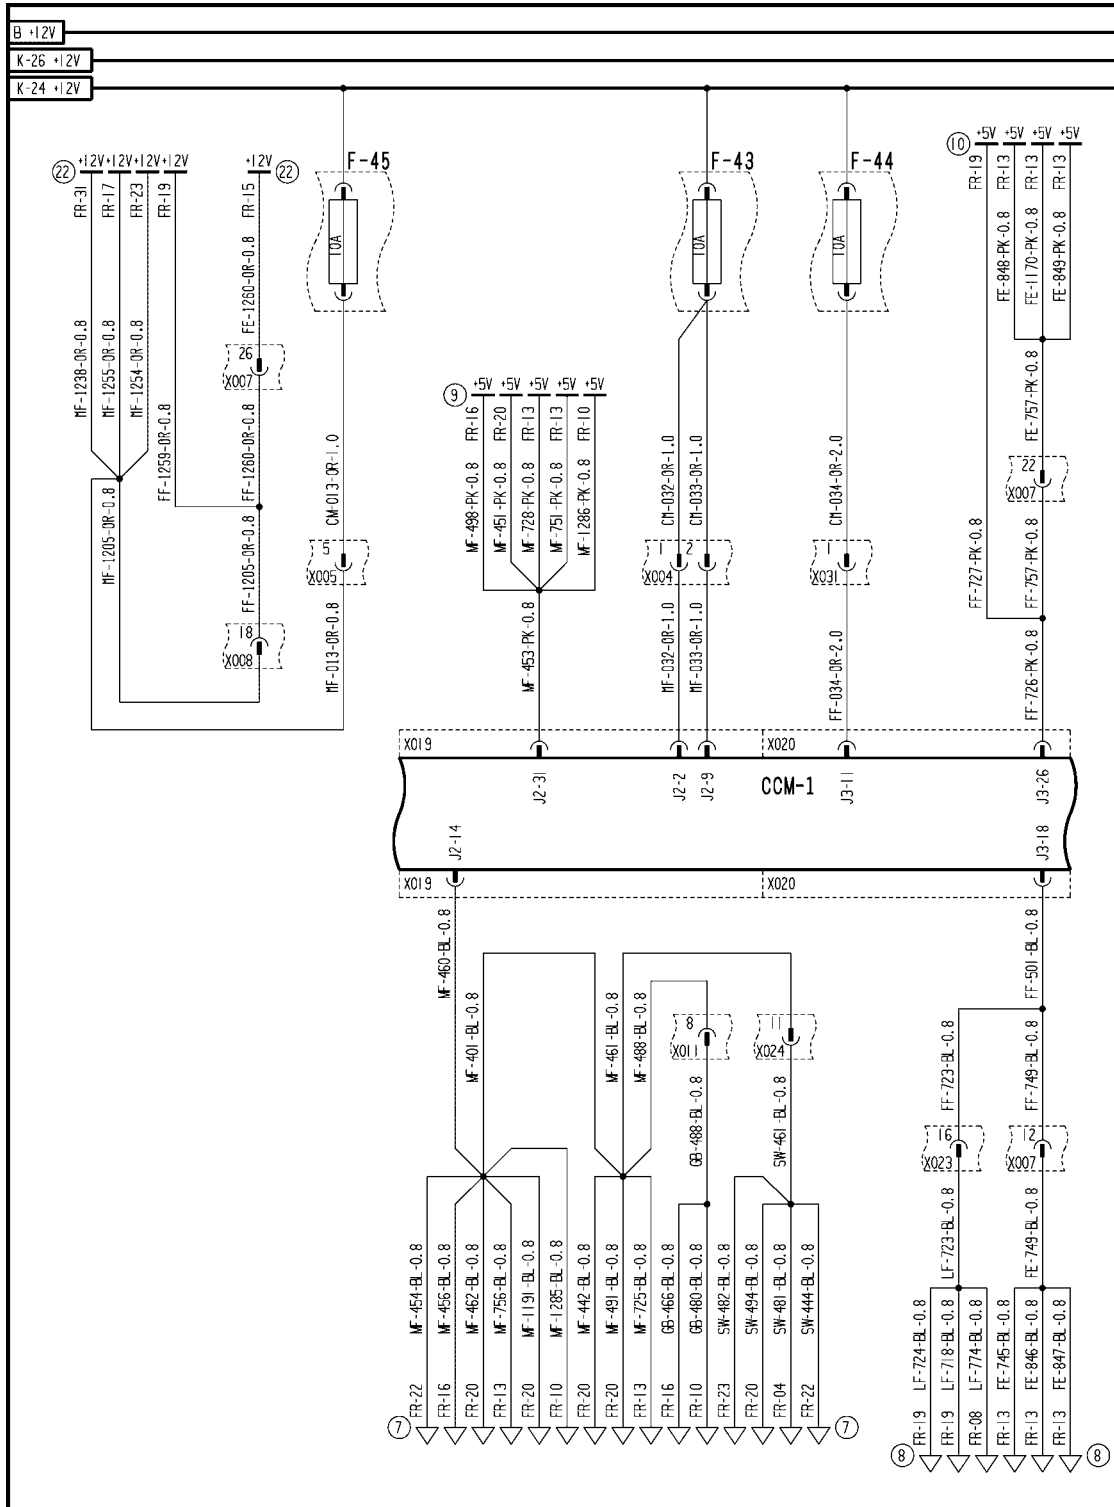 B +12V
K-26 +12V
K-24 +12V
22 +12V +12V +12V +12V
+12V 22
F-45
F-43
F-44
10 +5V +5V +5V +5V
FR-31
FR-17
FR-23
FR-19
FR-15
FR-19
FR-13
FR-13
FR-13
10A
10A
10A
MF-1238-OR-0.8
MF-1255-OR-0.8
MF-1254-OR-0.8
FE-1260-OR-0.8
FE-848-PK-0.8
FE-1170-PK-0.8
FE-849-PK-0.8
26
X007
9 +5V +5V +5V +5V +5V
FR-16
FR-20
FR-13
FR-13
FR-10
FE-757-PK-0.8
FF-1259-OR-0.8
FF-1260-OR-0.8
CM-013-OR-1.0
MF-498-PK-0.8
MF-451-PK-0.8
MF-728-PK-0.8
MF-751-PK-0.8
MF-1286-PK-0.8
CM-032-OR-1.0
CM-033-OR-1.0
CM-034-OR-2.0
22
X007
MF-1205-OR-0.8
FF-1205-OR-0.8
5
X005
1 2
X004
1
X031
FF-727-PK-0.8
FF-757-PK-0.8
18
X008
MF-013-OR-0.8
MF-453-PK-0.8
MF-032-OR-1.0
MF-033-OR-1.0
FF-034-OR-2.0
FF-726-PK-0.8
X019
X020
J2-31
J2-2
J2-9
CCM-1
J3-11
J3-26
J2-14
J3-18
X019
X020
MF-460-BL-0.8
FF-501-BL-0.8
MF-401-BL-0.8
MF-461-BL-0.8
MF-488-BL-0.8
8
X011
11
X024
FF-723-BL-0.8
FF-749-BL-0.8
GB-488-BL-0.8
SW-461-BL-0.8
16
X023
12
X007
LF-723-BL-0.8
FE-749-BL-0.8
MF-454-BL-0.8
MF-456-BL-0.8
MF-462-BL-0.8
MF-756-BL-0.8
MF-1191-BL-0.8
MF-1285-BL-0.8
MF-442-BL-0.8
MF-491-BL-0.8
MF-725-BL-0.8
GB-466-BL-0.8
GB-480-BL-0.8
SW-482-BL-0.8
SW-494-BL-0.8
SW-481-BL-0.8
SW-444-BL-0.8
LF-724-BL-0.8
LF-718-BL-0.8
LF-774-BL-0.8
FE-745-BL-0.8
FE-846-BL-0.8
FE-847-BL-0.8
7
FR-22
FR-16
FR-20
FR-13
FR-20
FR-10
FR-20
FR-20
FR-13
FR-16
FR-10
FR-23
FR-20
FR-04
FR-22
7
8
FR-19
FR-19
FR-08
FR-13
FR-13
FR-13
8